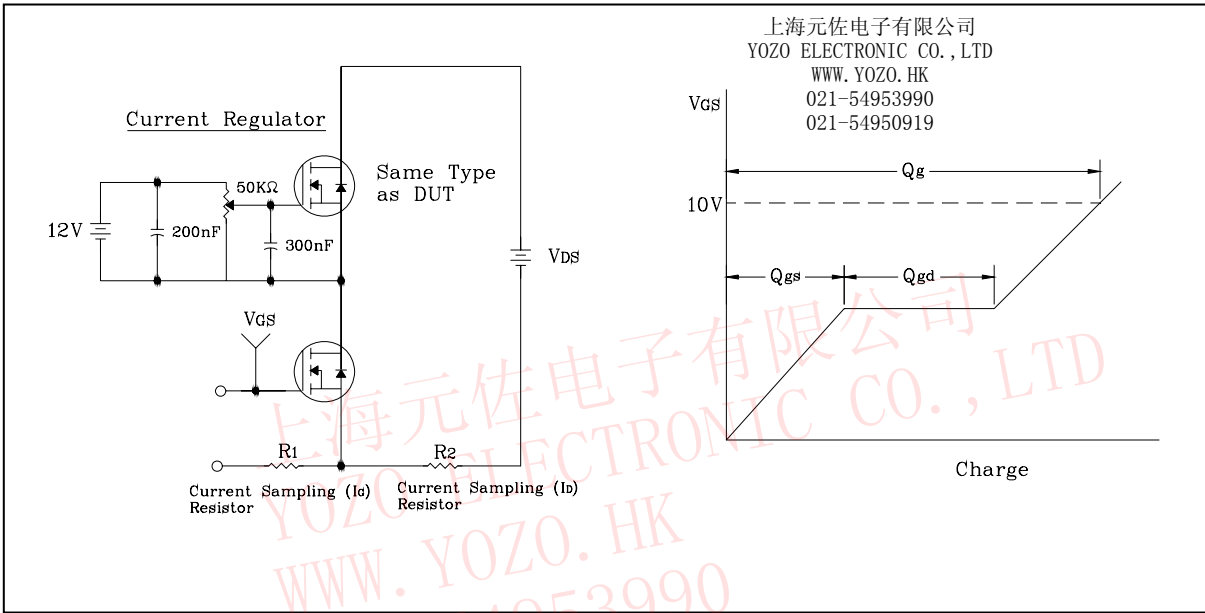 上海元佐电子有限公司
YOZO ELECTRONIC CO.,LTD
WWW.YOZO.HK
021-54953990
021-54950919
Current Regulator
50KΩ
Same Type
as DUT
12V
200nF
300nF
VDS
VGS
R1
R2
Current Sampling (IG)
Resistor
Current Sampling (ID)
Resistor
VGS
Qg
10V
Qgs
Qgd
Charge
上海元佐电子有限公司
YOZO ELECTRONIC CO.,LTD
WWW.YOZO.HK
54953990